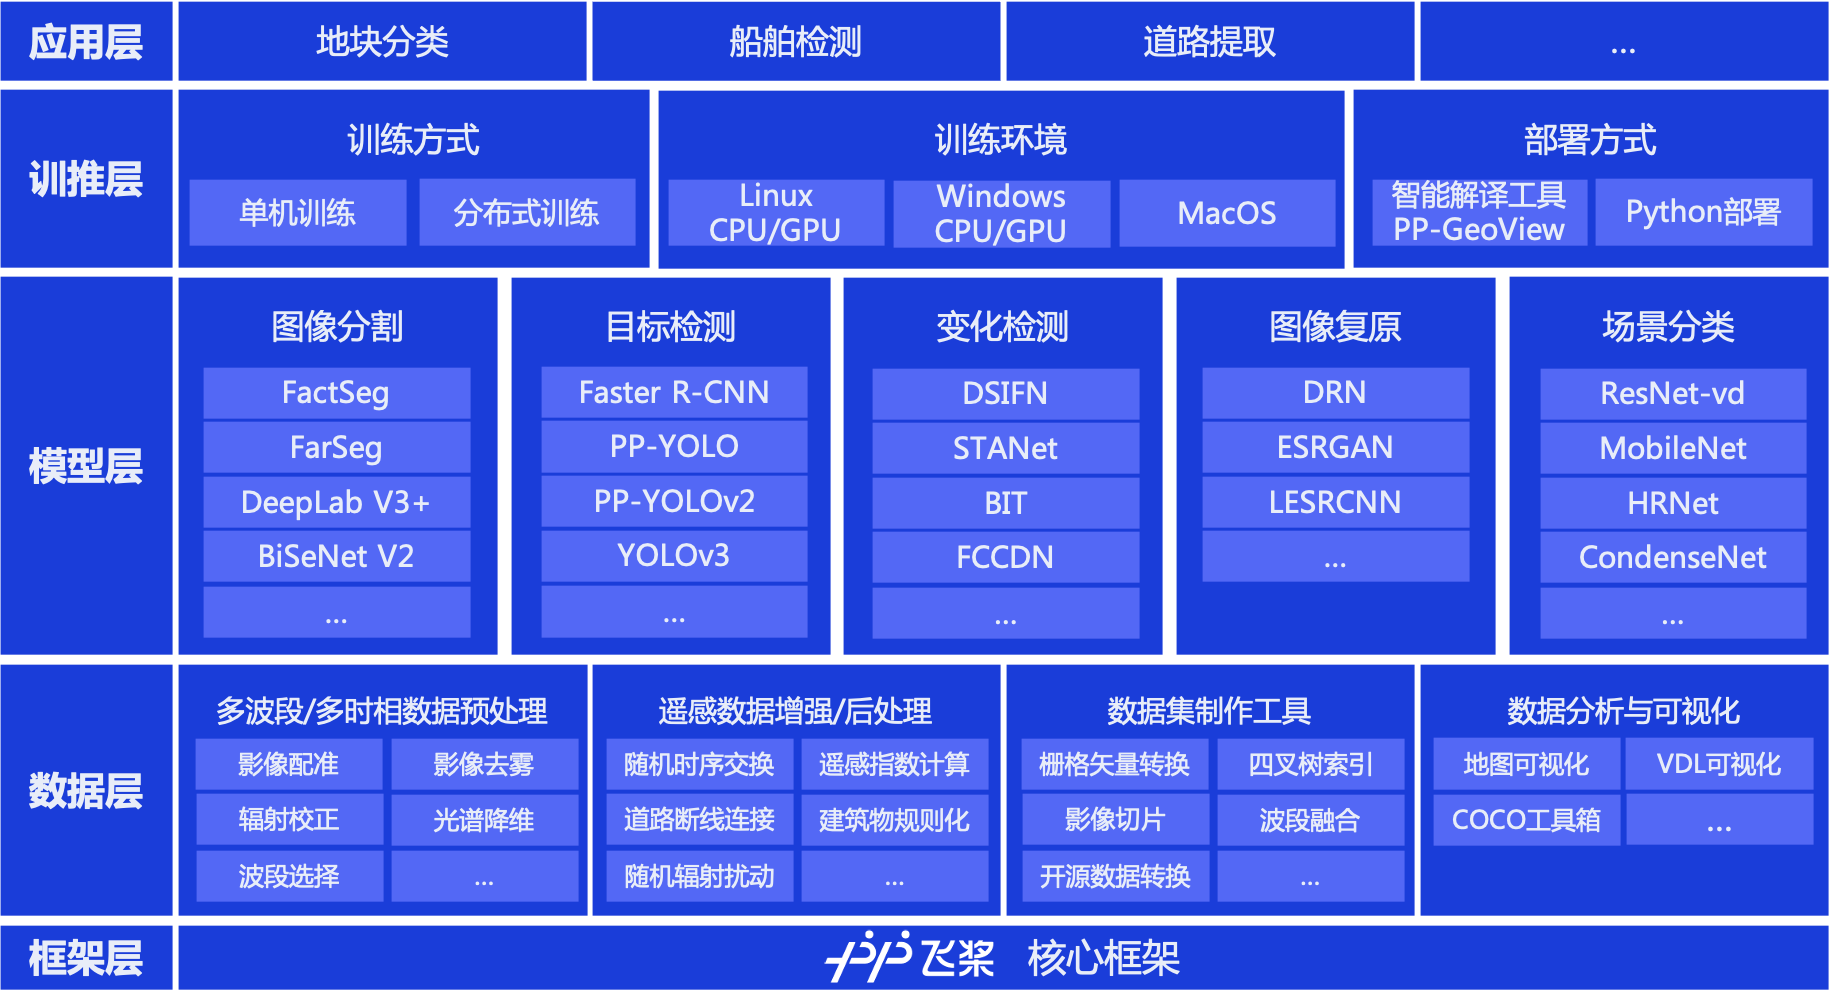 应用层
地块分类
船舶检测
道路提取
...
训推层
训练方式
单机训练
分布式训练
训练环境
Linux
CPU/GPU
Windows
CPU/GPU
MacOS
部署方式
智能解译工具
PP-GeoView
Python部署
模型层
图像分割
FactSeg
FarSeg
DeepLab V3+
BiSeNet V2
...
目标检测
Faster R-CNN
PP-YOLO
PP-YOLOv2
YOLOv3
...
变化检测
DSIFN
STANet
BIT
FCCDN
...
图像复原
DRN
ESRGAN
LESRCNN
...
场景分类
ResNet-vd
MobileNet
HRNet
CondenseNet
...
数据层
多波段/多时相数据预处理
影像配准
影像去雾
辐射校正
光谱降维
波段选择
...
遥感数据增强/后处理
随机时序交换
遥感指数计算
道路断线连接
建筑物规则化
随机辐射扰动
...
数据集制作工具
栅格矢量转换
四叉树索引
影像切片
波段融合
开源数据转换
...
数据分析与可视化
地图可视化
VDL可视化
COCO工具箱
...
框架层
飞桨 核心框架